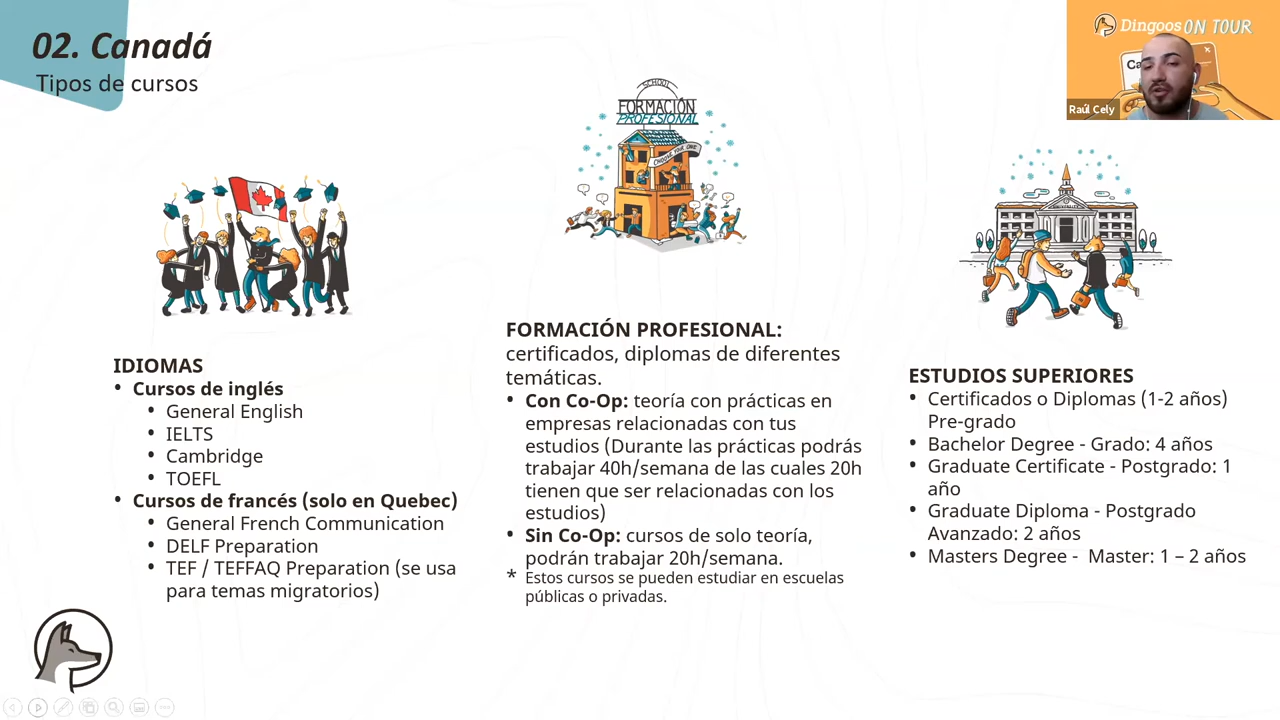 02. Canadá
Tipos de cursos
Dingoos ON TOUR
Ca
Raúl Cely
SCHOOL
FORMACIÓN
PROFESIONAL
CHOOSE YOUR OWN
IDIOMAS
• Cursos de inglés
• General English
• IELTS
• Cambridge
• TOEFL
• Cursos de francés (solo en Quebec)
• General French Communication
• DELF Preparation
• TEF / TEFFAQ Preparation (se usa
para temas migratorios)
FORMACIÓN PROFESIONAL:
certificados, diplomas de diferentes
temáticas.
• Con Co-Op: teoría con prácticas en
empresas relacionadas con tus
estudios (Durante las prácticas podrás
trabajar 40h/semana de las cuales 20h
tienen que ser relacionadas con los
estudios)
• Sin Co-Op: cursos de solo teoría,
podrán trabajar 20h/semana.
* Estos cursos se pueden estudiar en escuelas
públicas o privadas.
ESTUDIOS SUPERIORES
• Certificados o Diplomas (1-2 años)
Pre-grado
• Bachelor Degree - Grado: 4 años
• Graduate Certificate - Postgrado: 1
año
• Graduate Diploma - Postgrado
Avanzado: 2 años
• Masters Degree - Master: 1 – 2 años